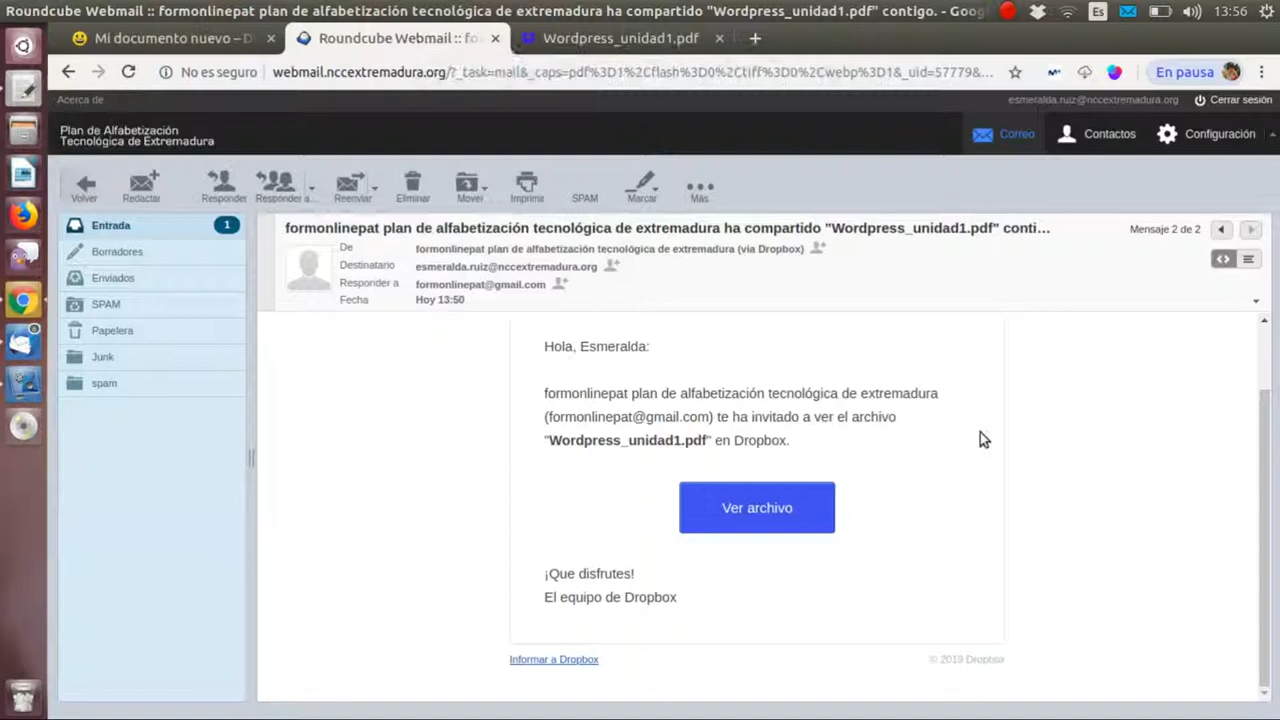 Roundcube Webmail :: formonlinepat plan de alfabetización tecnológica de extremadura ha compartido "Wordpress_unidad1.pdf" contigo. - Goog
Es
13:56
Mi documento nuevo – D
Roundcube Webmail :: fo
Wordpress_unidad1.pdf
No es seguro
webmail.nccextremadura.org/?_task=mail&_caps=pdf%3D1%2Cflash%3D0%2Ctiff%3D0%2Cwebp%3D1&_uid=57779&...
En pausa
Acerca de
esmeralda.ruiz@nccextremadura.org
Cerrar sesión
Plan de Alfabetización
Tecnológica de Extremadura
Correo
Contactos
Configuración
Volver
Redactar
Responder
Responder a...
Reenviar
Eliminar
Mover
Imprimir
SPAM
Marcar
Más
Entrada
1
Borradores
Enviados
SPAM
Papelera
Junk
spam
formonlinepat plan de alfabetización tecnológica de extremadura ha compartido "Wordpress_unidad1.pdf" conti...
Mensaje 2 de 2
De
formonlinepat plan de alfabetización tecnológica de extremadura (via Dropbox)
Destinatario
esmeralda.ruiz@nccextremadura.org
Responder a
formonlinepat@gmail.com
Fecha
Hoy 13:50
Hola, Esmeralda:
formonlinepat plan de alfabetización tecnológica de extremadura
(formonlinepat@gmail.com) te ha invitado a ver el archivo
"Wordpress_unidad1.pdf" en Dropbox.
Ver archivo
¡Que disfrutes!
El equipo de Dropbox
Informar a Dropbox
© 2019 Dropbox